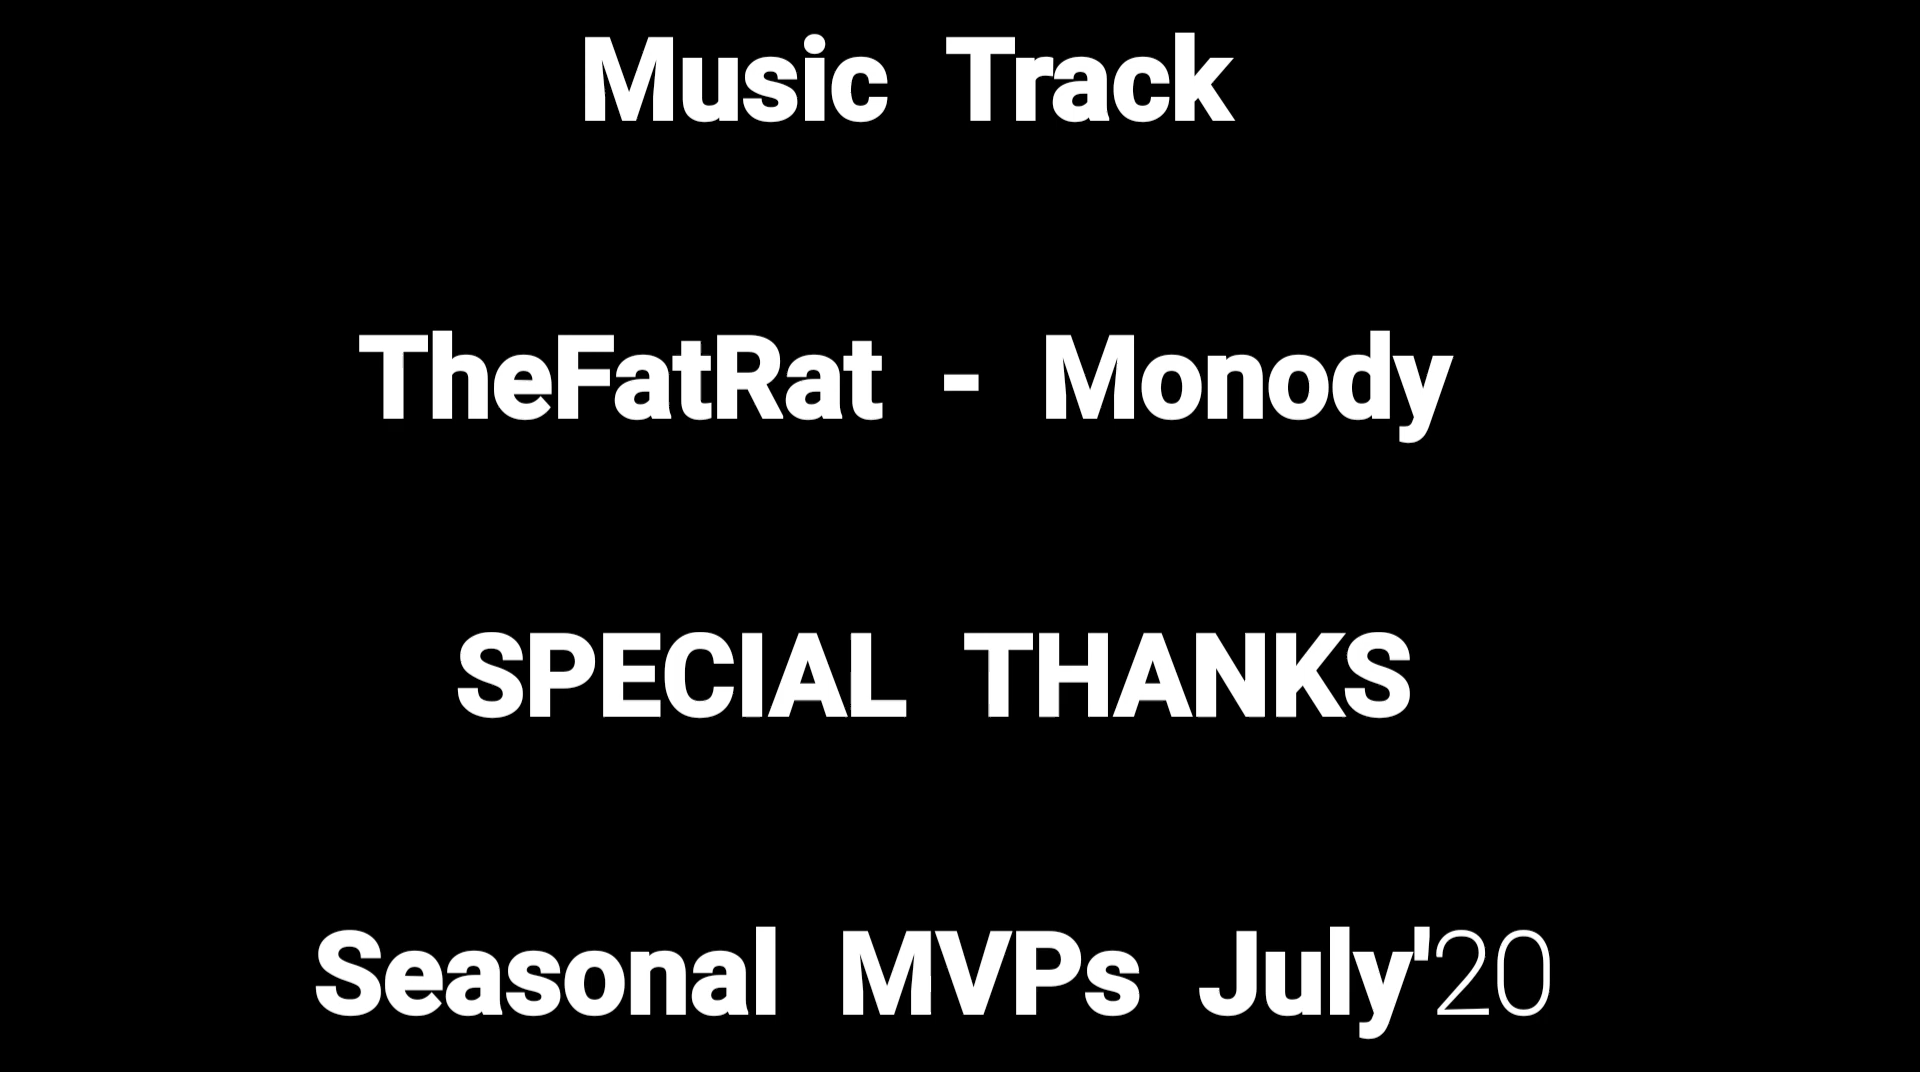 Music Track
TheFatRat - Monody
SPECIAL THANKS
Seasonal MVPs July'20